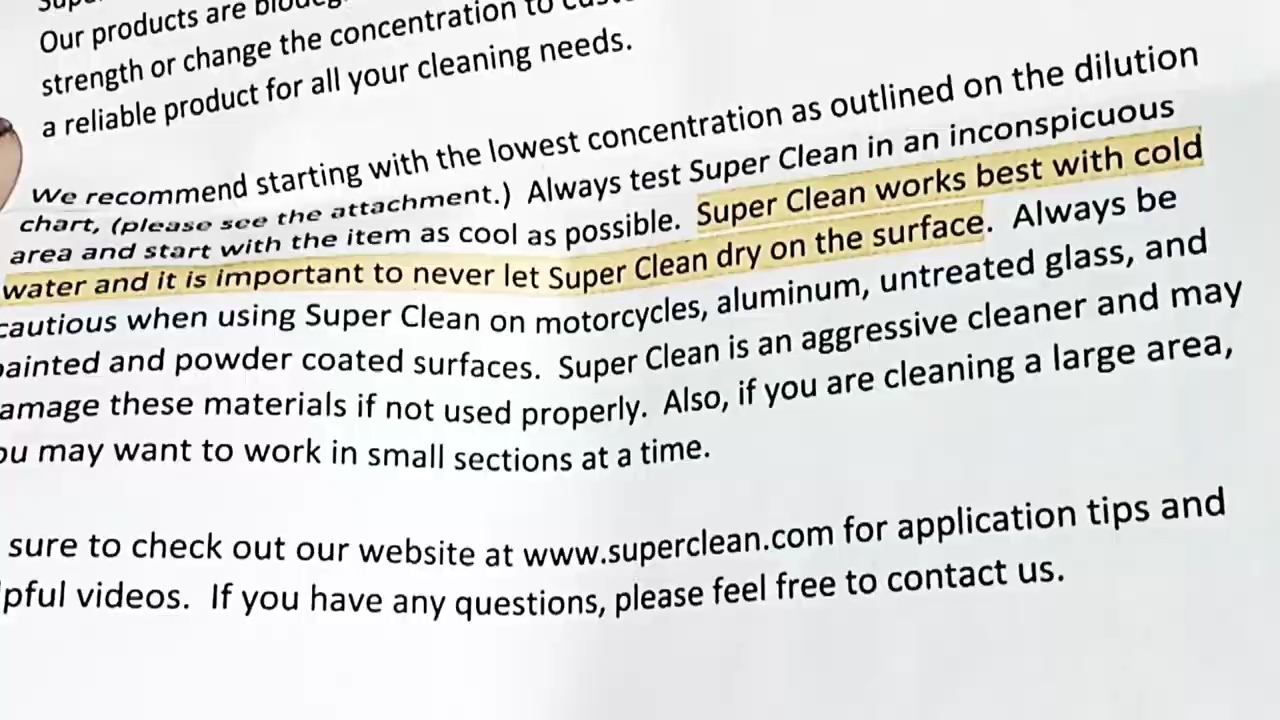 Our products are
strength or change the concentration to
a reliable product for all your cleaning needs.
We recommend starting with the lowest concentration as outlined on the dilution
chart, (please see the attachment.) Always test Super Clean in an inconspicuous
area and start with the item as cool as possible. Super Clean works best with cold
water and it is important to never let Super Clean dry on the surface. Always be
cautious when using Super Clean on motorcycles, aluminum, untreated glass, and
painted and powder coated surfaces. Super Clean is an aggressive cleaner and may
amage these materials if not used properly. Also, if you are cleaning a large area,
ou may want to work in small sections at a time.
sure to check out our website at www.superclean.com for application tips and
lpful videos. If you have any questions, please feel free to contact us.